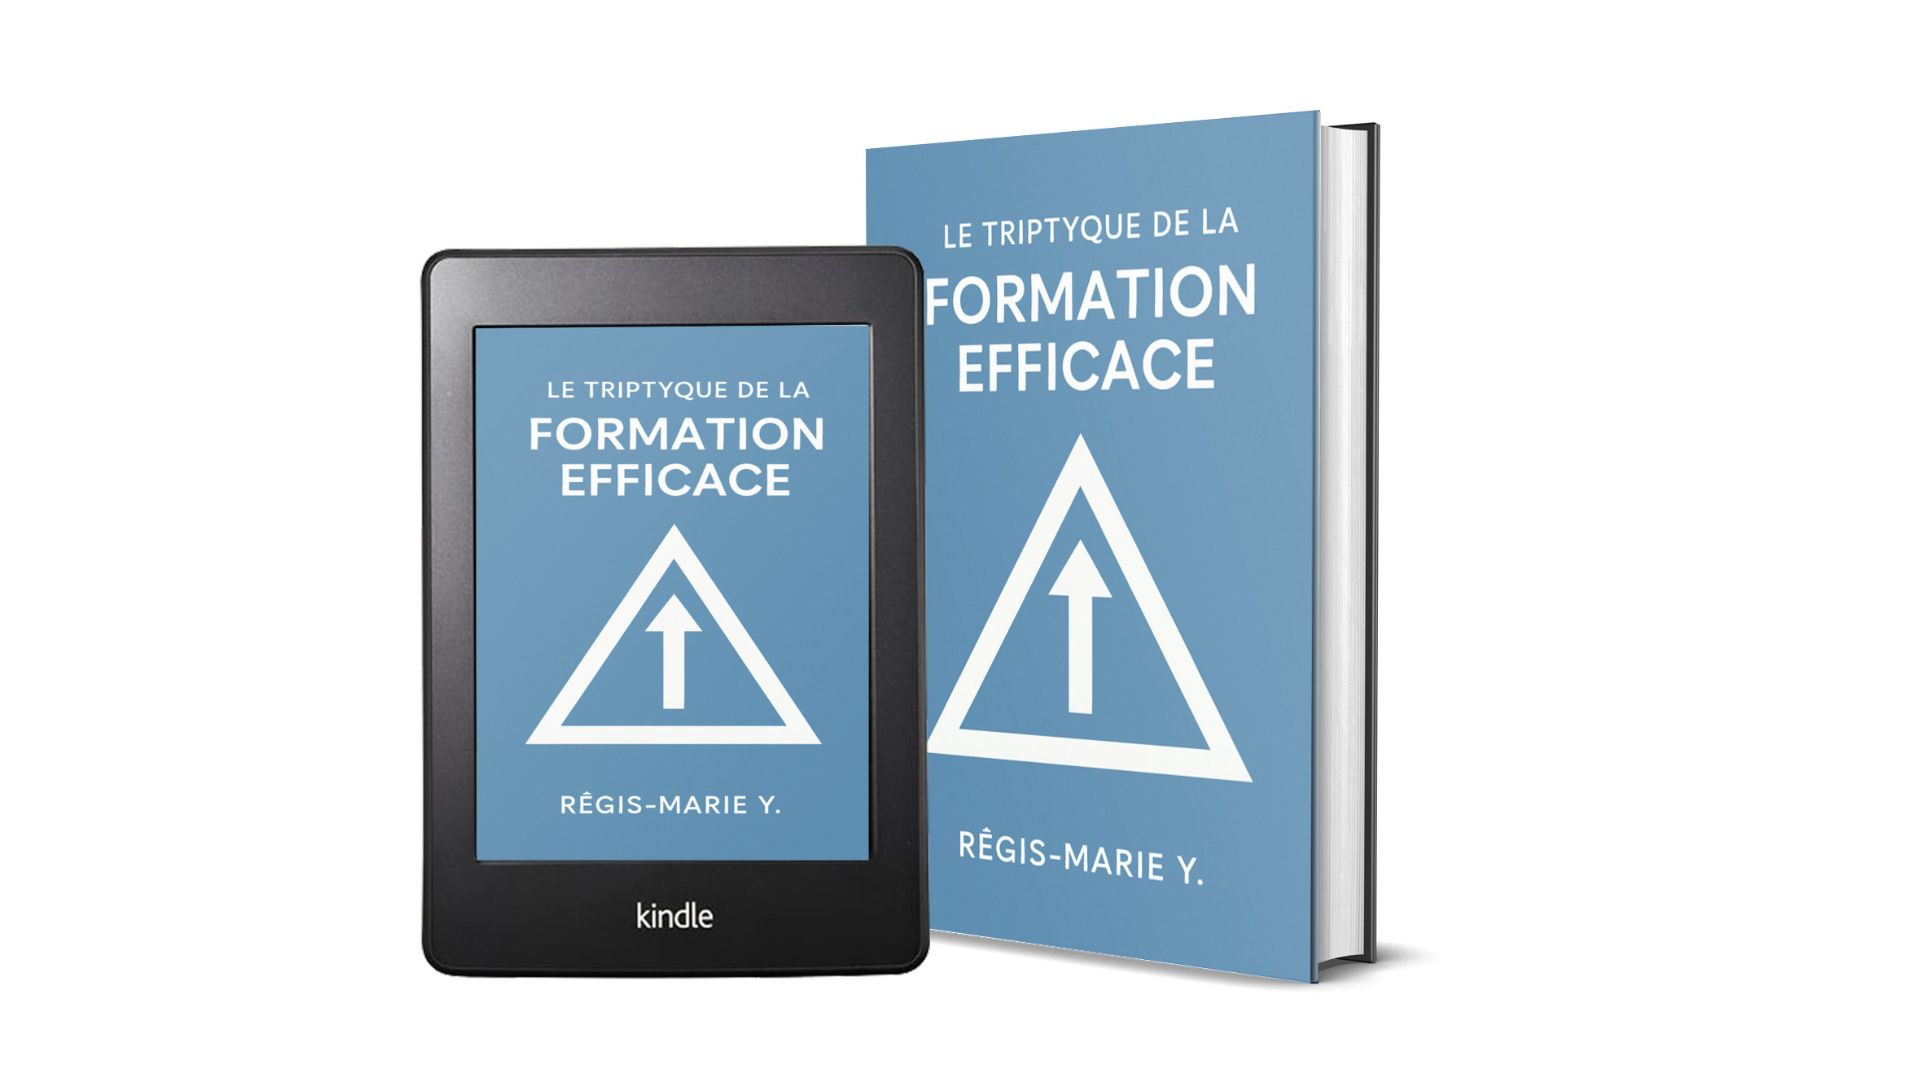 LE TRIPTYQUE DE LA
FORMATION
EFFICACE
RÊGIS-MARIE Y.
kindle
LE TRIPTYQUE DE LA
FORMATION
EFFICACE
RÊGIS-MARIE Y.